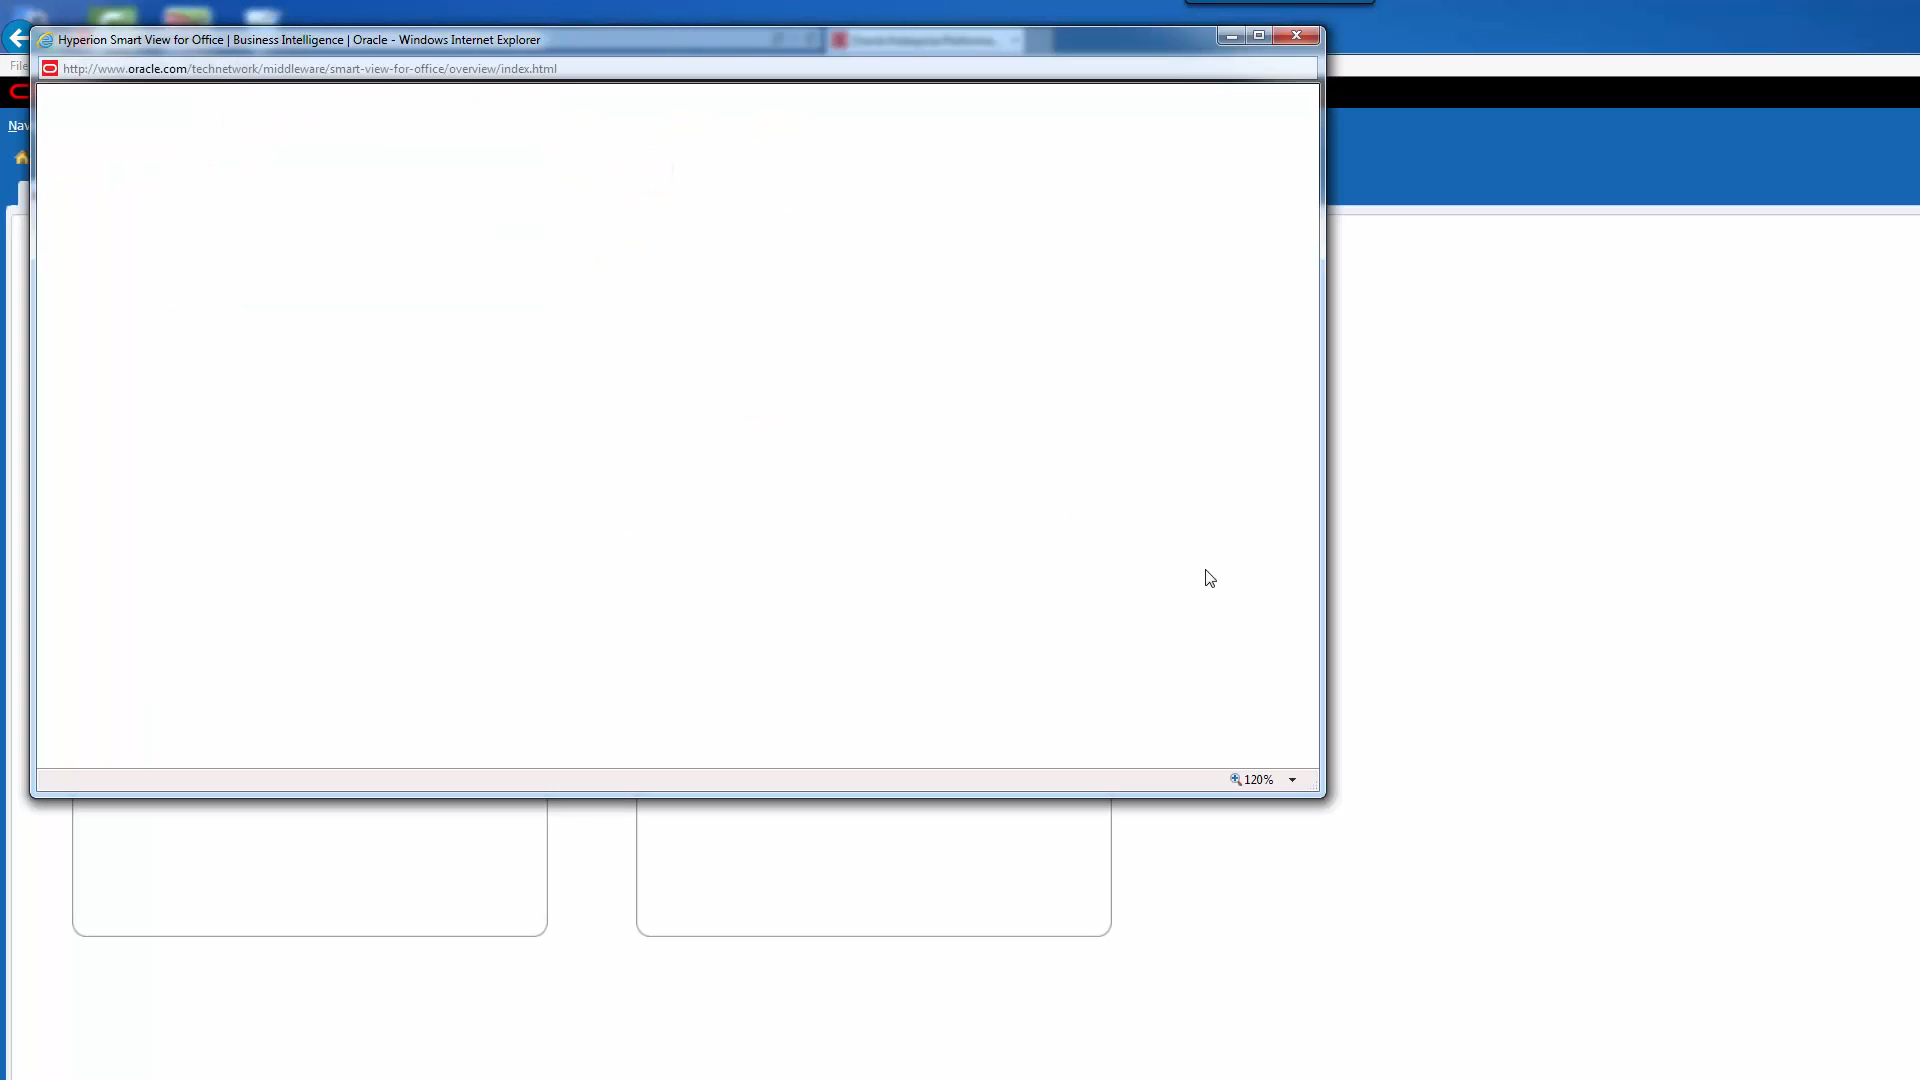 Hyperion Smart View for Office | Business Intelligence | Oracle - Windows Internet Explorer
http://www.oracle.com/technetwork/middleware/smart-view-for-office/overview/index.html
File
Nav
120%